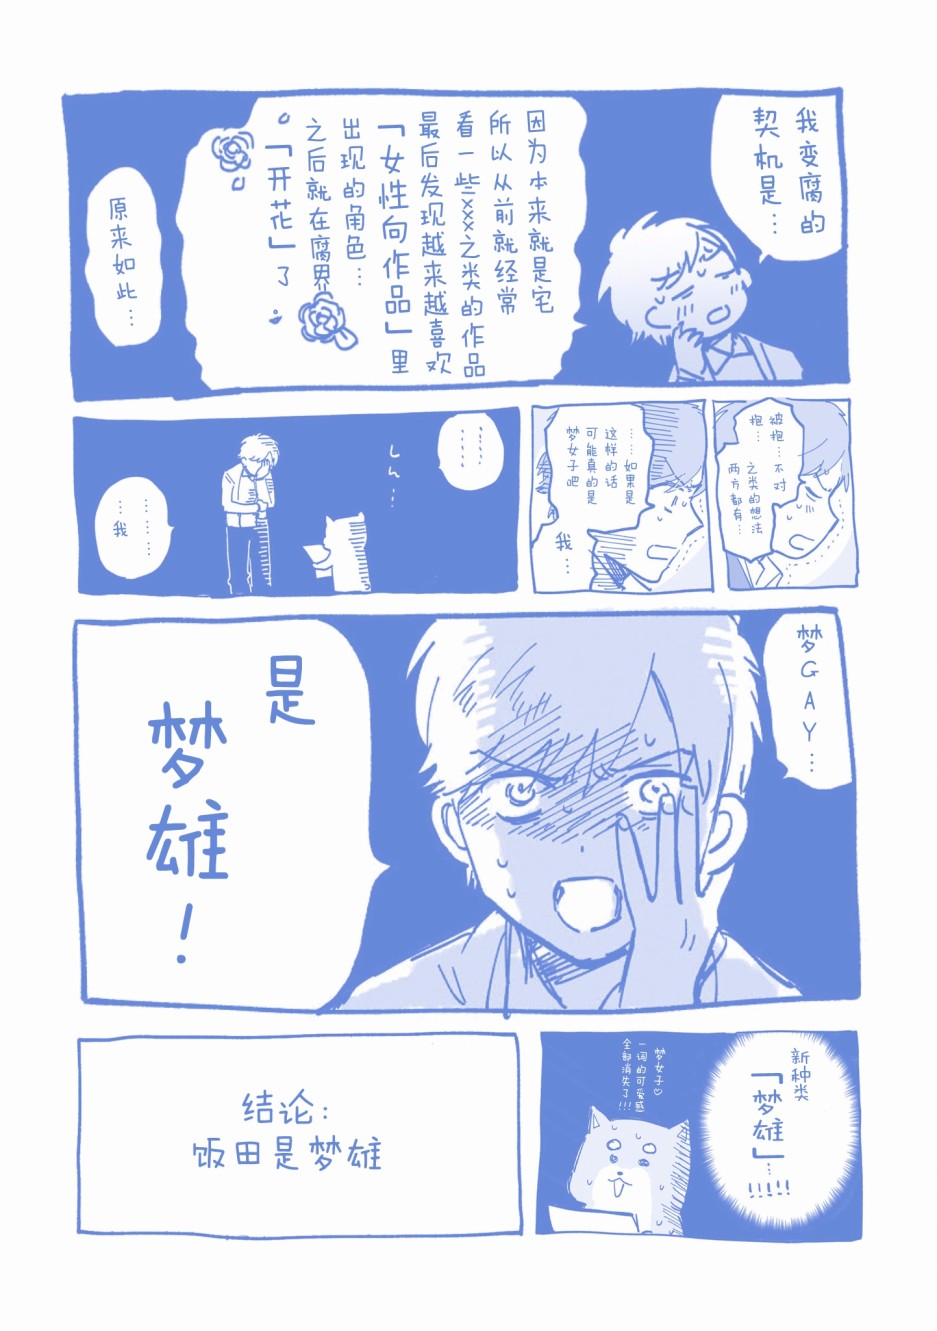 我变腐的
契机是…
因为本来就是宅
所以从前就经常
看一些xxx之类的作品
最后发现越来越喜欢
「女性向作品」里
出现的角色…
之后就在腐界
「开花」了
原来如此…
被抱…不对
抱…
之类的想法
两方都有…
……如果是
这样的话
可能真的是
梦女子吧
我…
……
しん…
……
…我
梦GAY…
是
梦雄！
新种类
「梦雄」…
!!!!!
梦女子♡
一词的可爱感
全部消失了!!!
结论:
饭田是梦雄